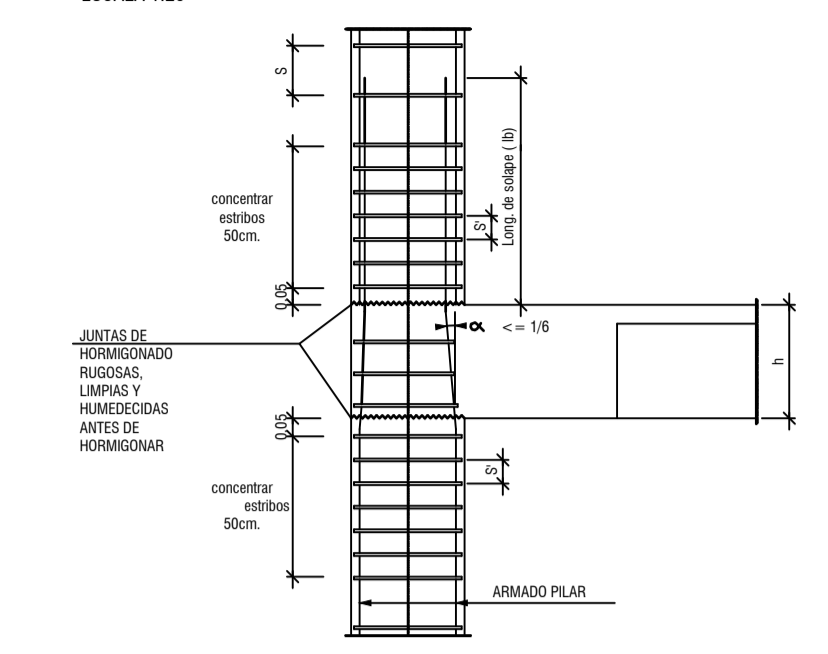 S
concentrar
estribos
50cm.
S'
Long. de solape ( lb)
0,05
α <= 1/6
JUNTAS DE
HORMIGONADO
RUGOSAS,
LIMPIAS Y
HUMEDECIDAS
ANTES DE
HORMIGONAR
h
0,05
S'
concentrar
estribos
50cm.
ARMADO PILAR